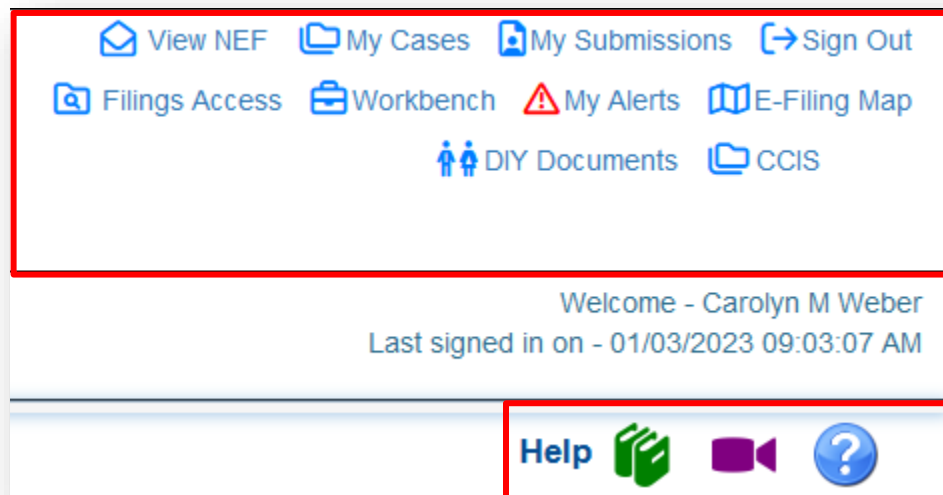 View NEF My Cases My Submissions Sign Out
Filings Access Workbench My Alerts E-Filing Map
DIY Documents CCIS
Welcome - Carolyn M Weber
Last signed in on - 01/03/2023 09:03:07 AM
Help ?